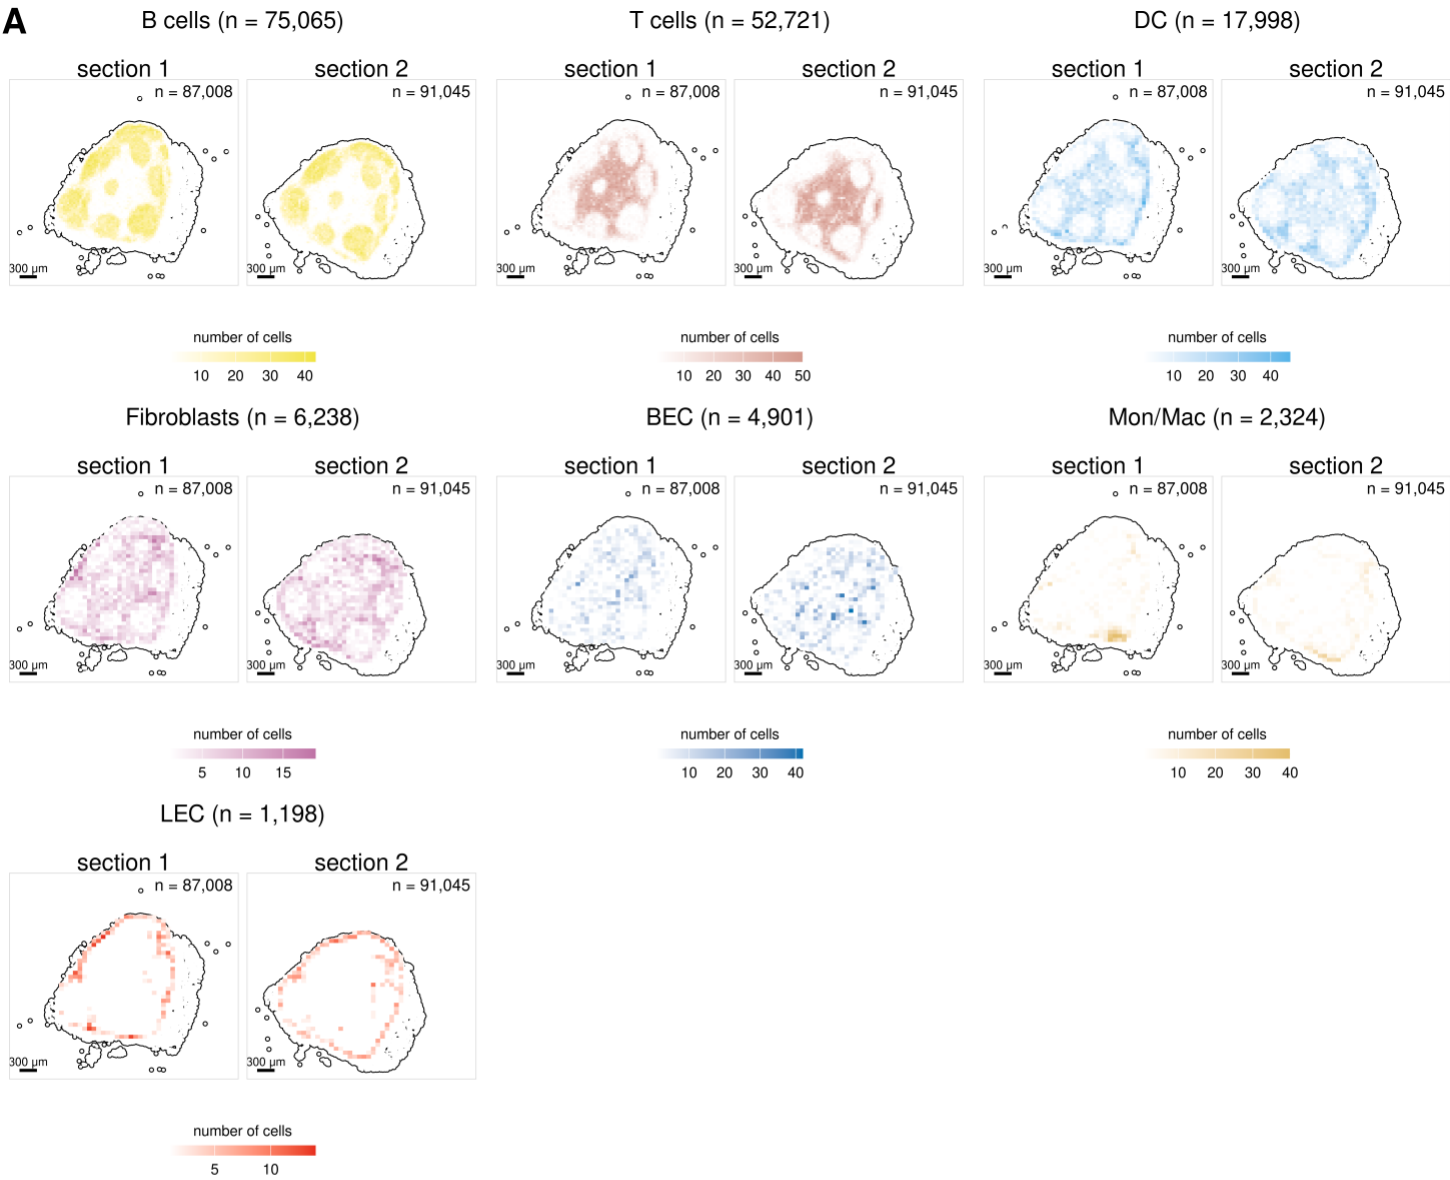 A
B cells (n = 75,065)
T cells (n = 52,721)
DC (n = 17,998)
section 1
section 2
section 1
section 2
section 1
section 2
n = 87,008
n = 91,045
n = 87,008
n = 91,045
n = 87,008
n = 91,045
300 µm
300 µm
300 µm
300 µm
300 µm
300 µm
number of cells
number of cells
number of cells
10 20 30 40
10 20 30 40 50
10 20 30 40
Fibroblasts (n = 6,238)
BEC (n = 4,901)
Mon/Mac (n = 2,324)
section 1
section 2
section 1
section 2
section 1
section 2
n = 87,008
n = 91,045
n = 87,008
n = 91,045
n = 87,008
n = 91,045
300 µm
300 µm
300 µm
300 µm
300 µm
300 µm
number of cells
number of cells
number of cells
5 10 15
10 20 30 40
10 20 30 40
LEC (n = 1,198)
section 1
section 2
n = 87,008
n = 91,045
300 µm
300 µm
number of cells
5 10